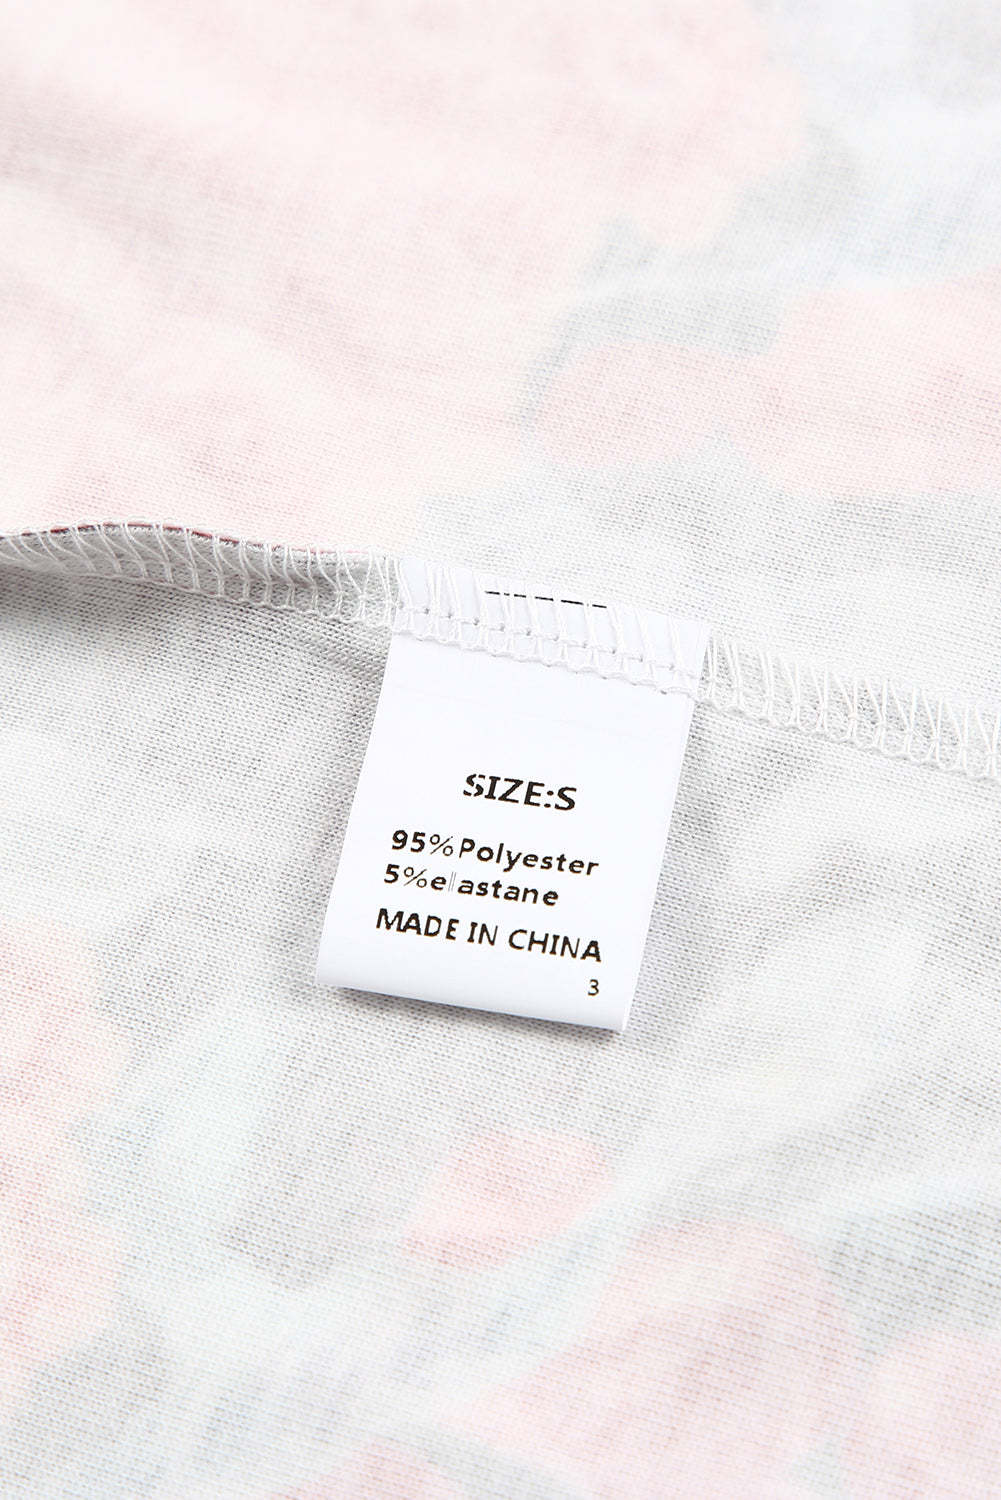 SIZE:S
95%Polyester
5%elastane
MADE IN CHINA
3